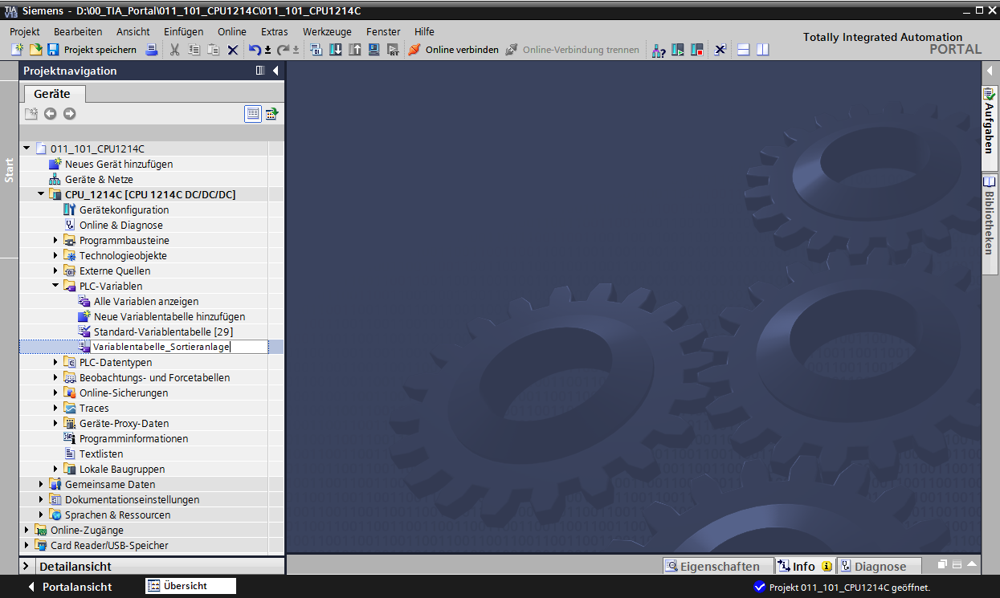 TIA V13 Siemens - D:\00_TIA_Portal\011_101_CPU1214C\011_101_CPU1214C
Projekt Bearbeiten Ansicht Einfügen Online Extras Werkzeuge Fenster Hilfe
Totally Integrated Automation
PORTAL
Projekt speichern Online verbinden Online-Verbindung trennen
Projektnavigation
Geräte
Start
011_101_CPU1214C
Neues Gerät hinzufügen
Geräte & Netze
CPU_1214C [CPU 1214C DC/DC/DC]
Gerätekonfiguration
Online & Diagnose
Programmbausteine
Technologieobjekte
Externe Quellen
PLC-Variablen
Alle Variablen anzeigen
Neue Variablentabelle hinzufügen
Standard-Variablentabelle [29]
Variablentabelle_Sortieranlage
PLC-Datentypen
Beobachtungs- und Forcetabellen
Online-Sicherungen
Traces
Geräte-Proxy-Daten
Programminformationen
Textlisten
Lokale Baugruppen
Gemeinsame Daten
Dokumentationseinstellungen
Sprachen & Ressourcen
Online-Zugänge
Card Reader/USB-Speicher
Detailansicht
Aufgaben
Bibliotheken
Eigenschaften Info Diagnose
Portalansicht Übersicht Projekt 011_101_CPU1214C geöffnet.